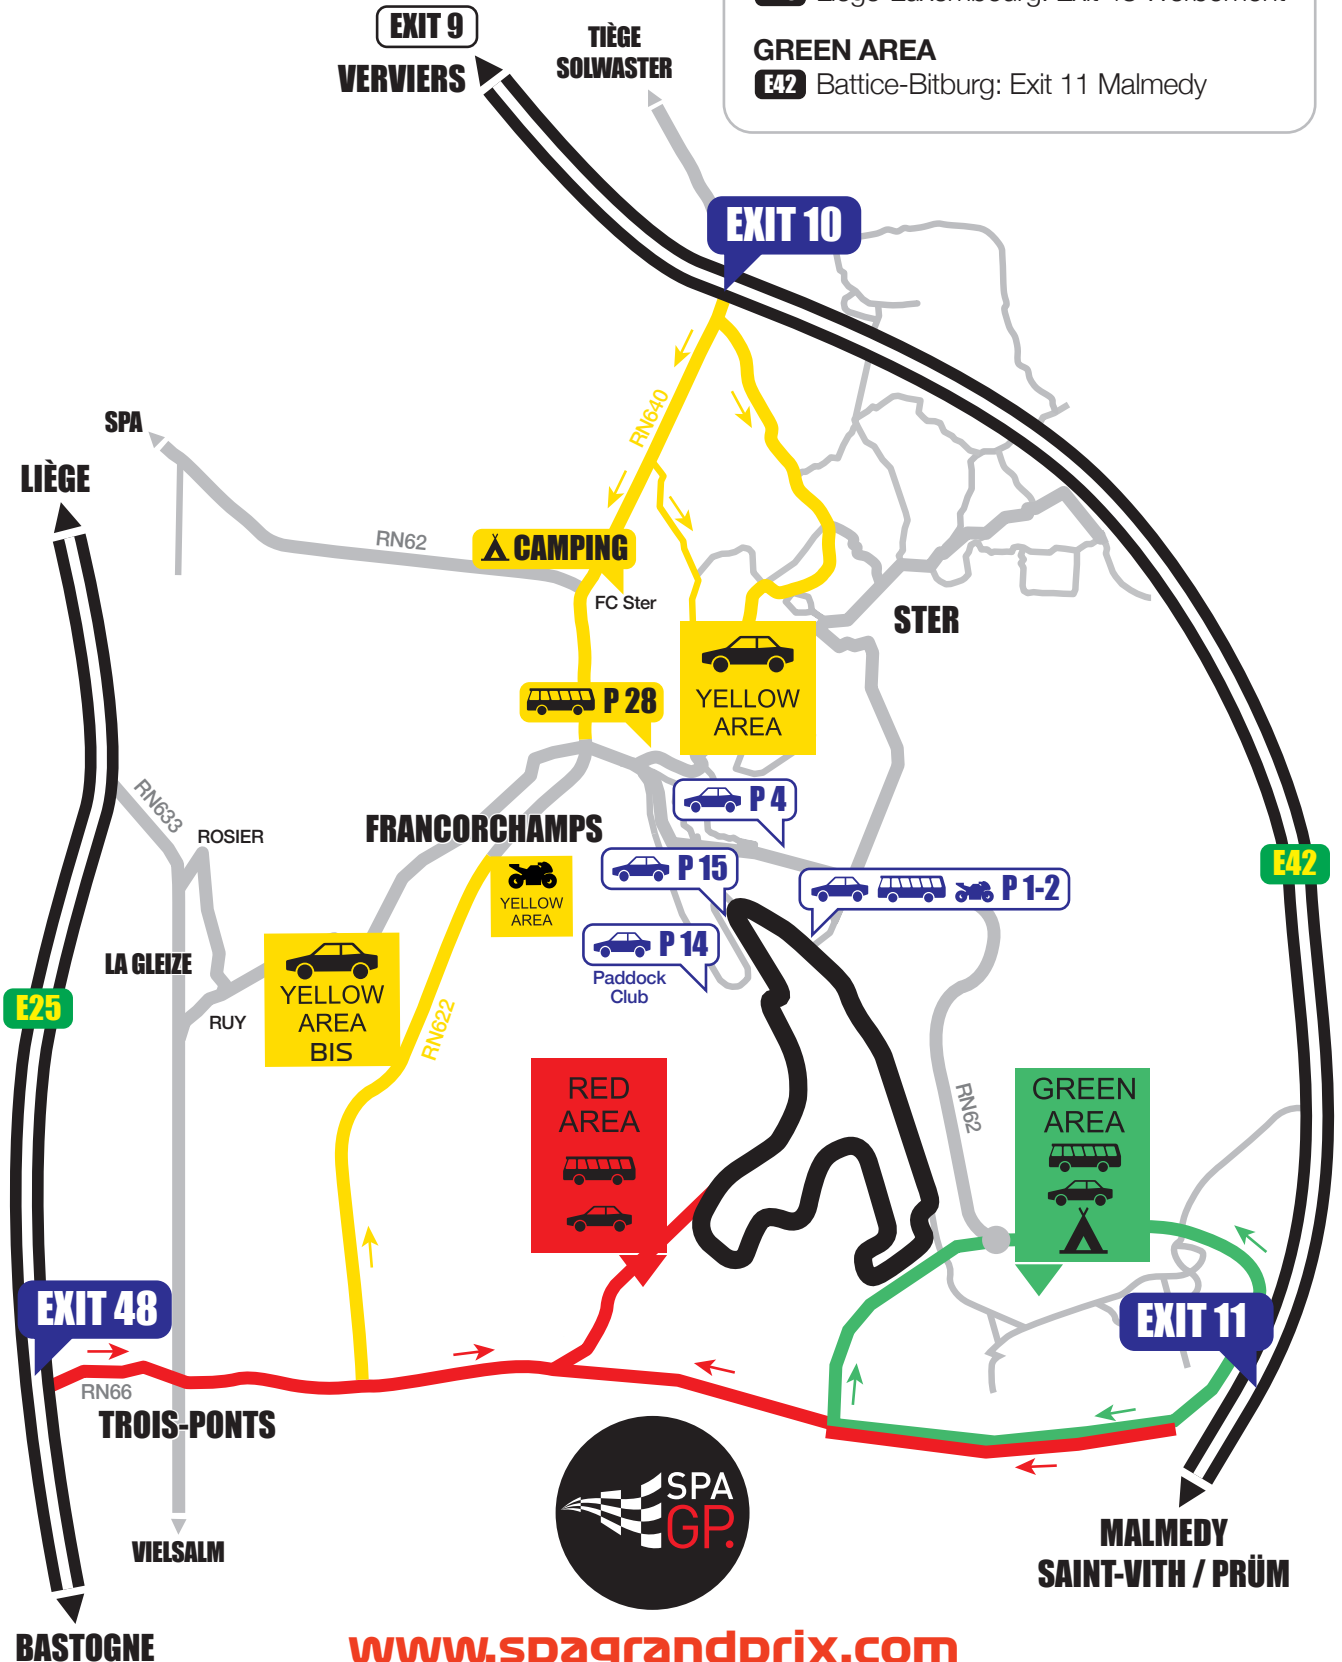 EXIT 9
VERVIERS
TIÈGE
SOLWASTER
GREEN AREA
E42 Battice-Bitburg: Exit 11 Malmedy
EXIT 10
RN640
SPA
LIÈGE
RN62
CAMPING
FC Ster
STER
YELLOW
AREA
P 28
P 4
RN633
ROSIER
FRANCORCHAMPS
P 15
P 1-2
E42
YELLOW
AREA
P 14
Paddock
Club
LA GLEIZE
YELLOW
AREA
BIS
E25
RUY
RN622
RED
AREA
RN62
GREEN
AREA
EXIT 48
EXIT 11
RN66
TROIS-PONTS
SPA
GP.
VIELSALM
MALMEDY
SAINT-VITH / PRÜM
BASTOGNE
www.spagrandprix.com